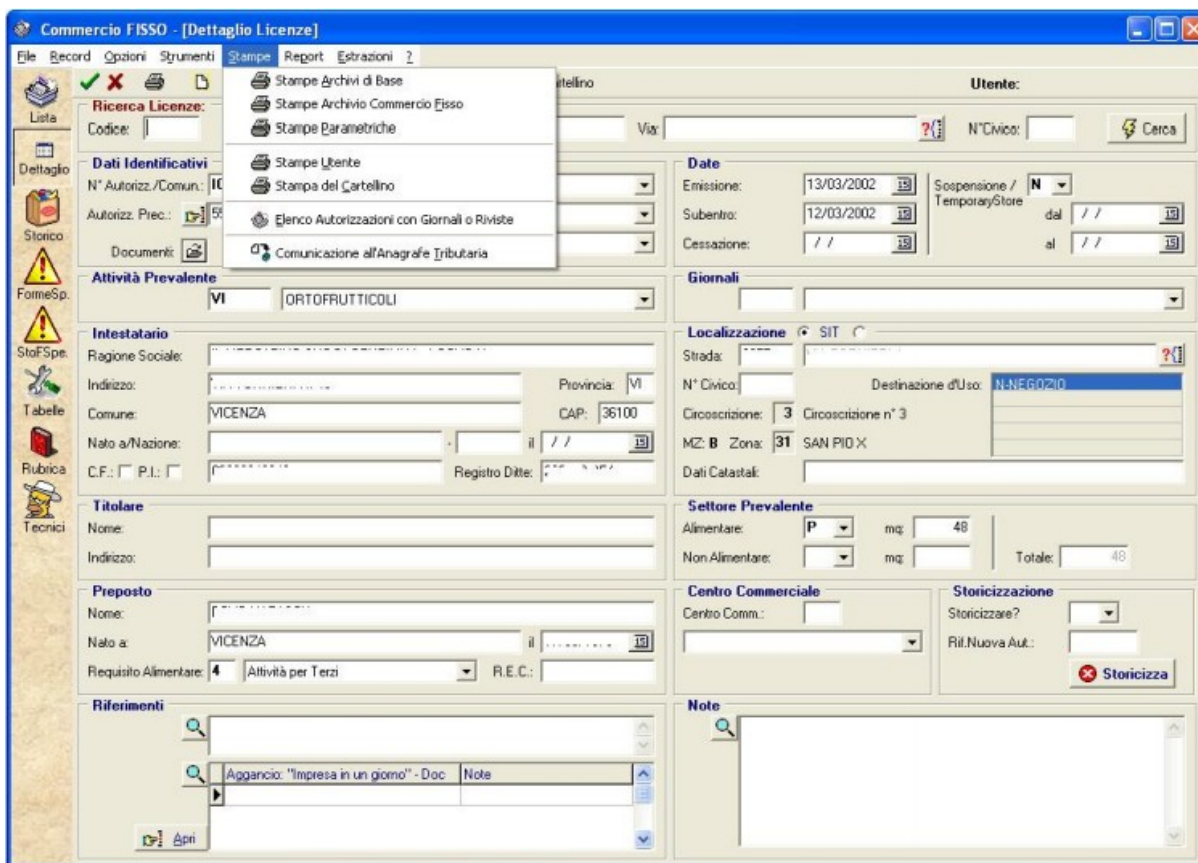 Commercio FISSO - [Dettaglio Licenze]
File Record Opzioni Strumenti Stampe Report Estrazioni ?
Utente:
Stampe Archivi di Base
Stampe Archivio Commercio Fisso
Stampe Parametriche
Stampe Utente
Stampa del Cartellino
Elenco Autorizzazioni con Giornali o Riviste
Comunicazione all'Anagrafe Tributaria
Lista
Dettaglio
Storico
FormeSp.
StoFSpe.
Tabelle
Rubrica
Tecnici
Ricerca Licenze:
Codice: Via: N°Civico: Cerca
Dati Identificativi
N° Autorizz./Comun.:
Autorizz. Prec.:
Documenti:
Date
Emissione: 13/03/2002 15 Sospensione / N
TemporaryStore
Subentro: 12/03/2002 15 dal / / 15
Cessazione: / / 15 al / / 15
Attività Prevalente
VI ORTOFRUTTICOLI
Giornali
Intestatario
Ragione Sociale:
Indirizzo: Provincia: VI
Comune: VICENZA CAP: 36100
Nato a/Nazione: - il / / 15
C.F.: P.I.: Registro Ditte:
Localizzazione SIT
Strada:
N° Civico: Destinazione d'Uso: N-NEGOZIO
Circoscrizione: 3 Circoscrizione n° 3
MZ: B Zona: 31 SAN PIO X
Dati Catastali:
Titolare
Nome:
Indirizzo:
Settore Prevalente
Alimentare: P mq: 48
Non Alimentare: mq: Totale: 48
Preposto
Nome:
Nato a: VICENZA il 15
Requisito Alimentare: 4 Attività per Terzi R.E.C.:
Centro Commerciale
Centro Comm.:
Storicizzazione
Storicizzare?
Rif.Nuova Aut.:
Storicizza
Riferimenti
Aggancio: "Impresa in un giorno" - Doc Note
Apri
Note